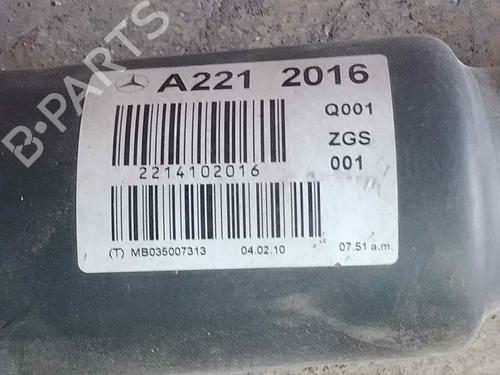 A221 2016
Q001
ZGS
001
2214102016
(T) MB035007313 04.02.10 07.51 a.m.
B-PARTS